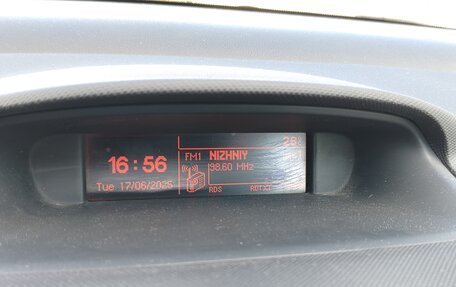 16:56
Tue 17/06/2025
FM1 NIZHNIY
98.60 MHz
RDS